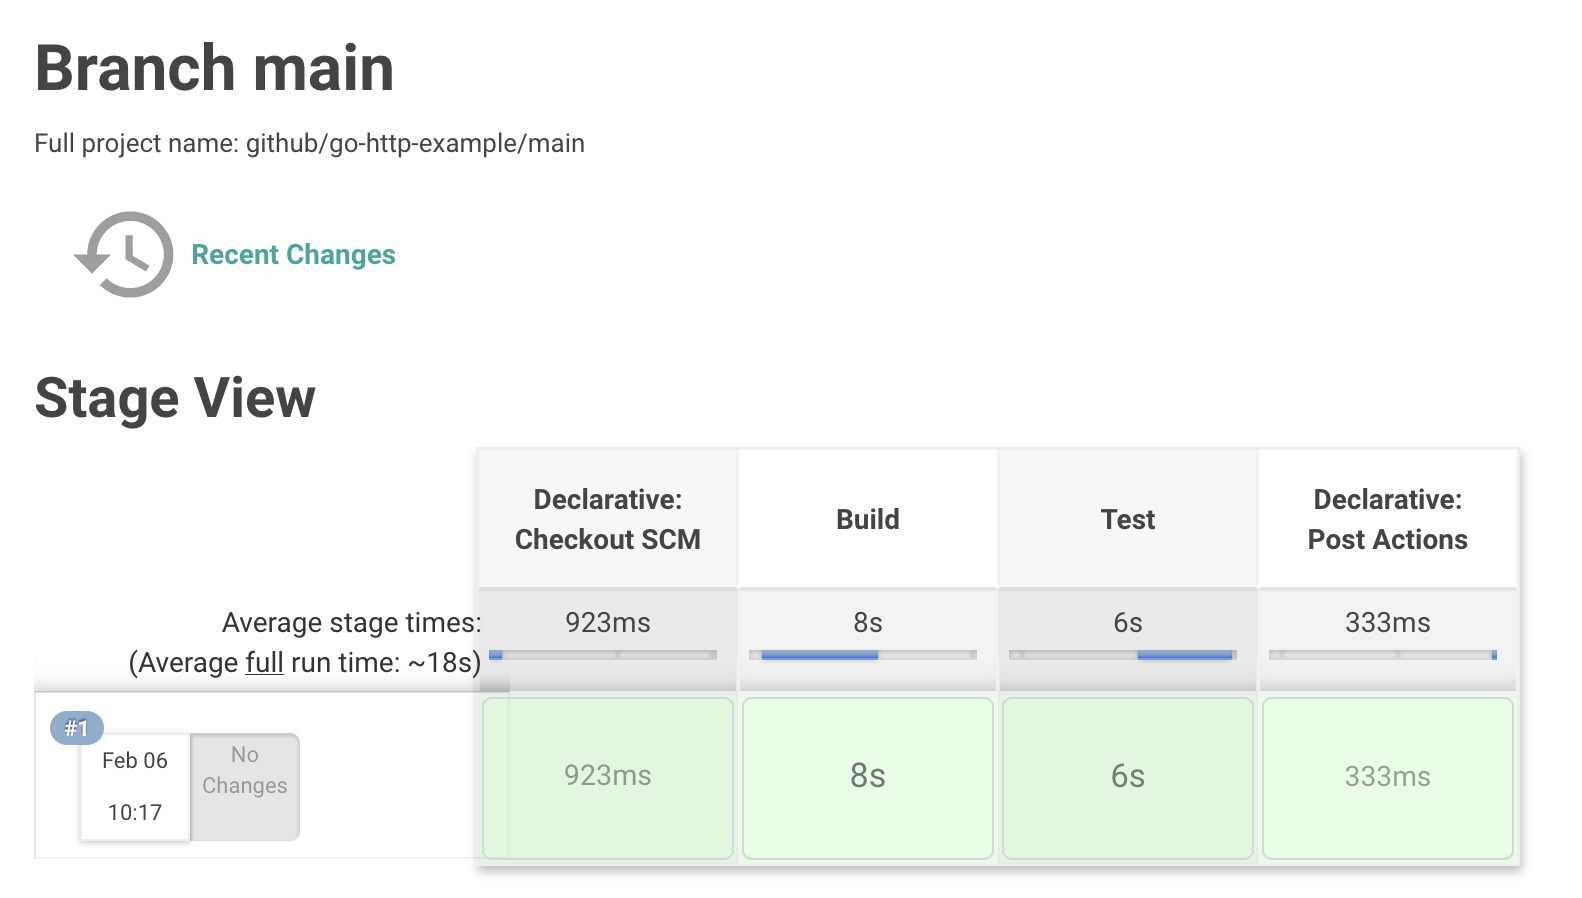 Branch main
Full project name: github/go-http-example/main
Recent Changes
Stage View
Declarative:
Checkout SCM
Build
Test
Declarative:
Post Actions
Average stage times:
(Average full run time: ~18s)
923ms
8s
6s
333ms
#1
Feb 06
10:17
No
Changes
923ms
8s
6s
333ms